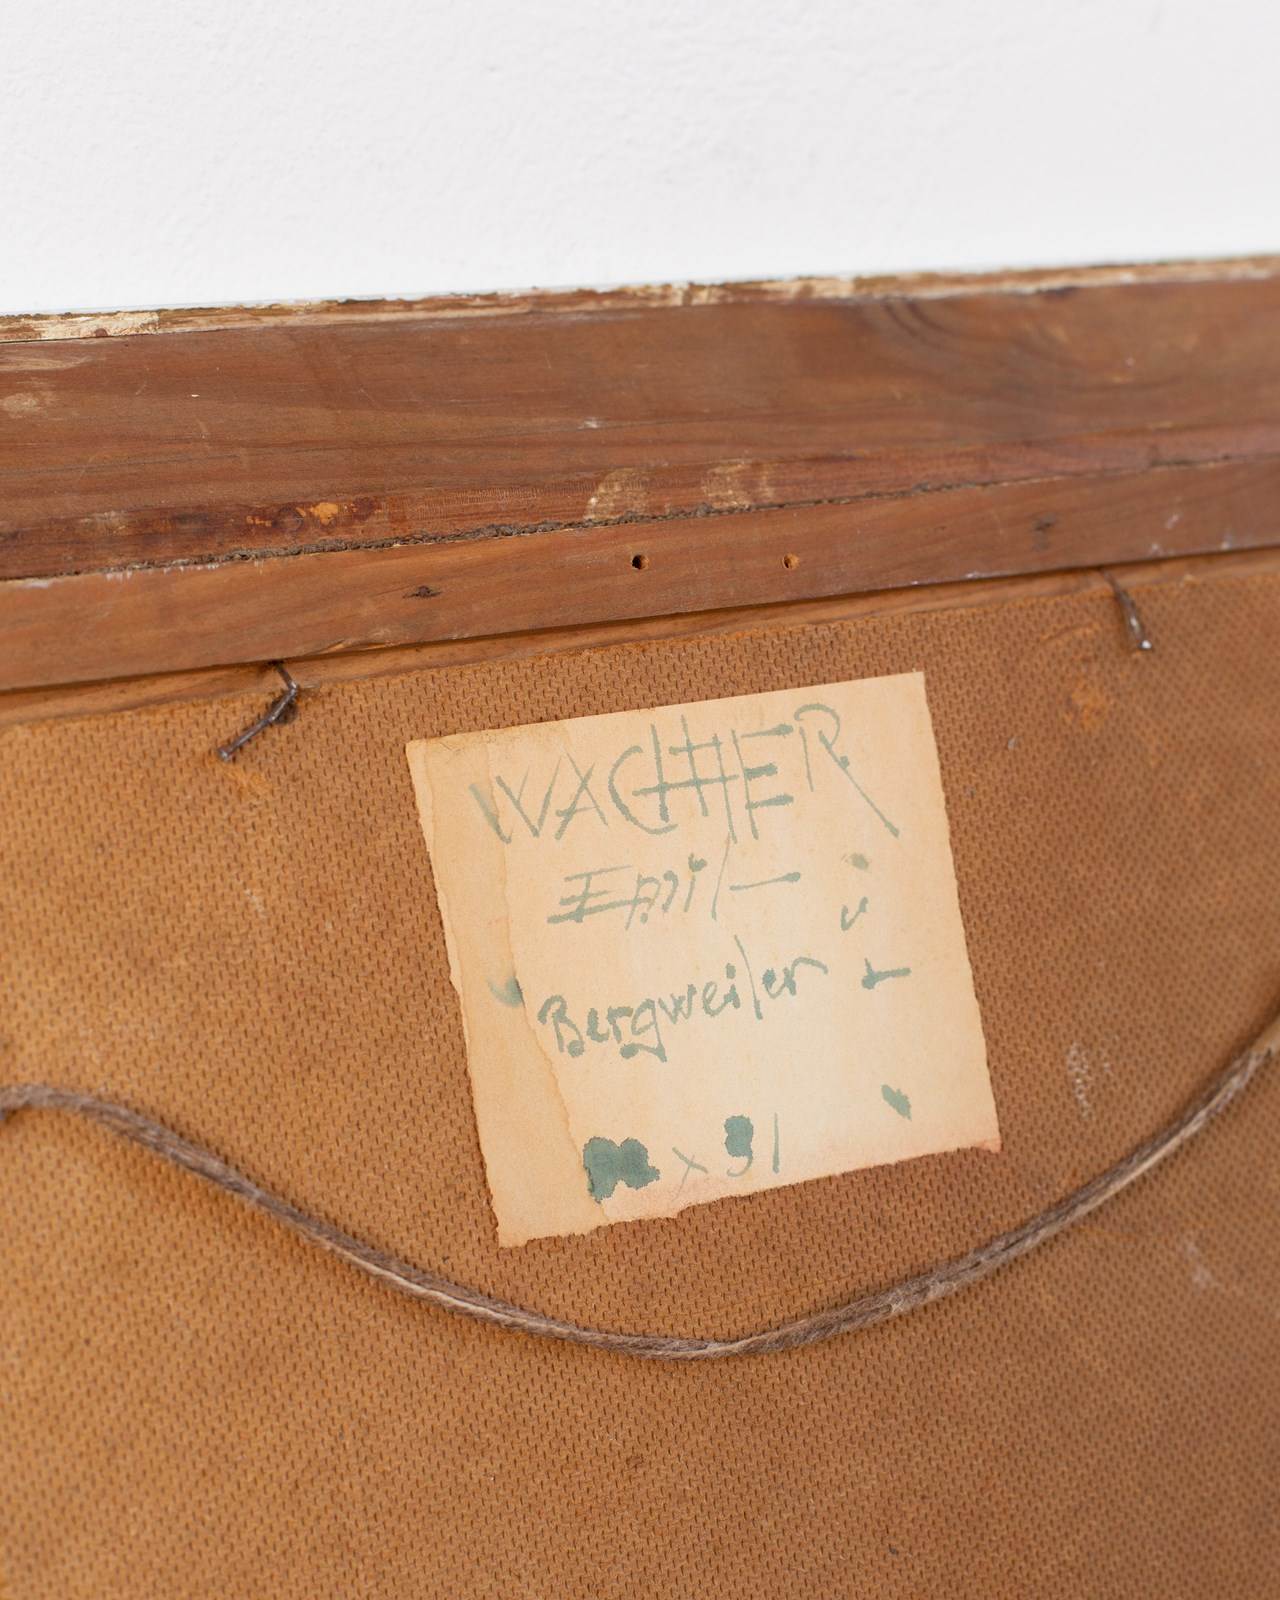 WACHTER
Emil –
Bergweiler
x 91